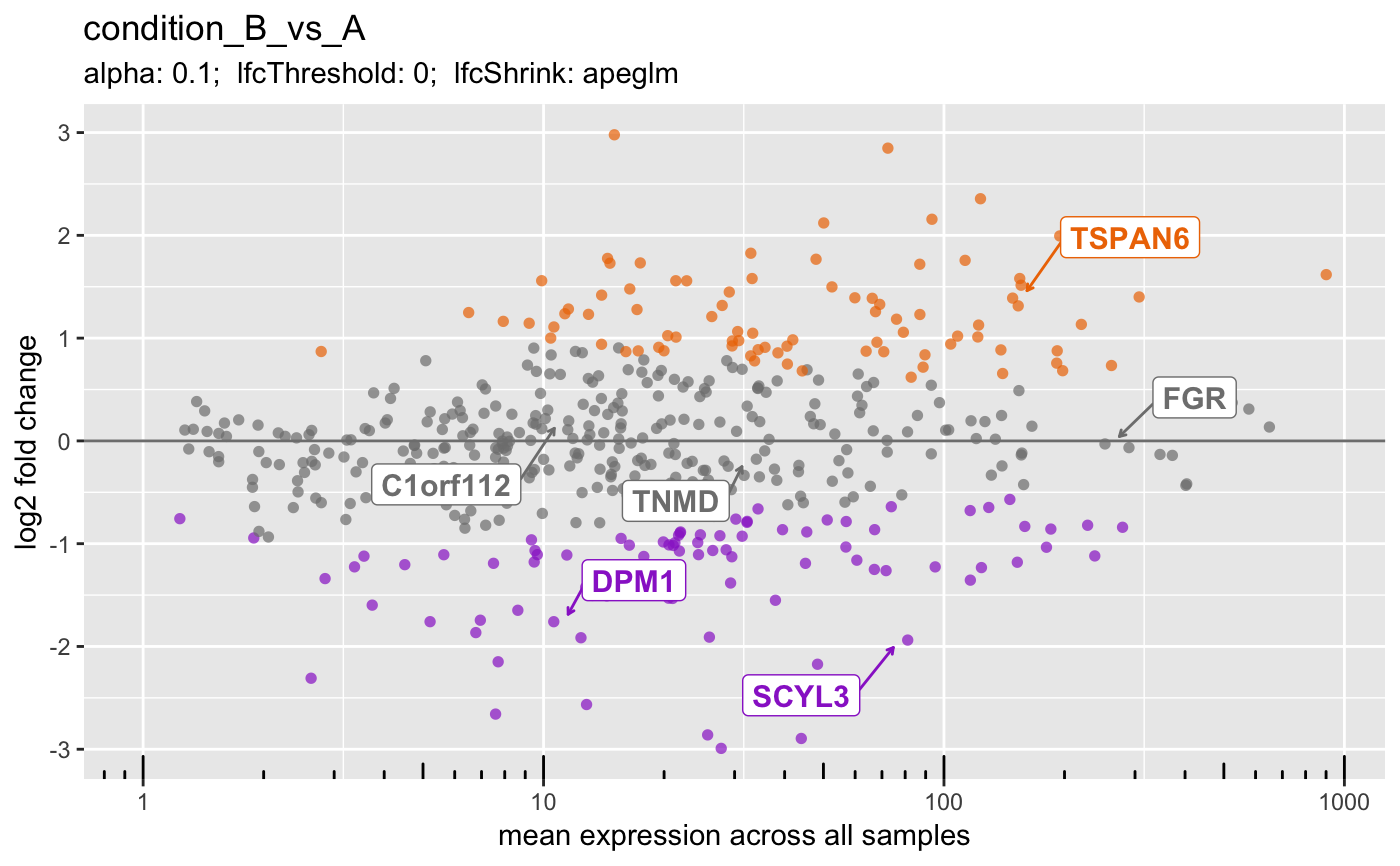 condition_B_vs_A
alpha: 0.1;  lfcThreshold: 0;  lfcShrink: apeglm
log2 fold change
3
2
1
0
-1
-2
-3
TSPAN6
FGR
C1orf112
TNMD
DPM1
SCYL3
1 10 100 1000
mean expression across all samples